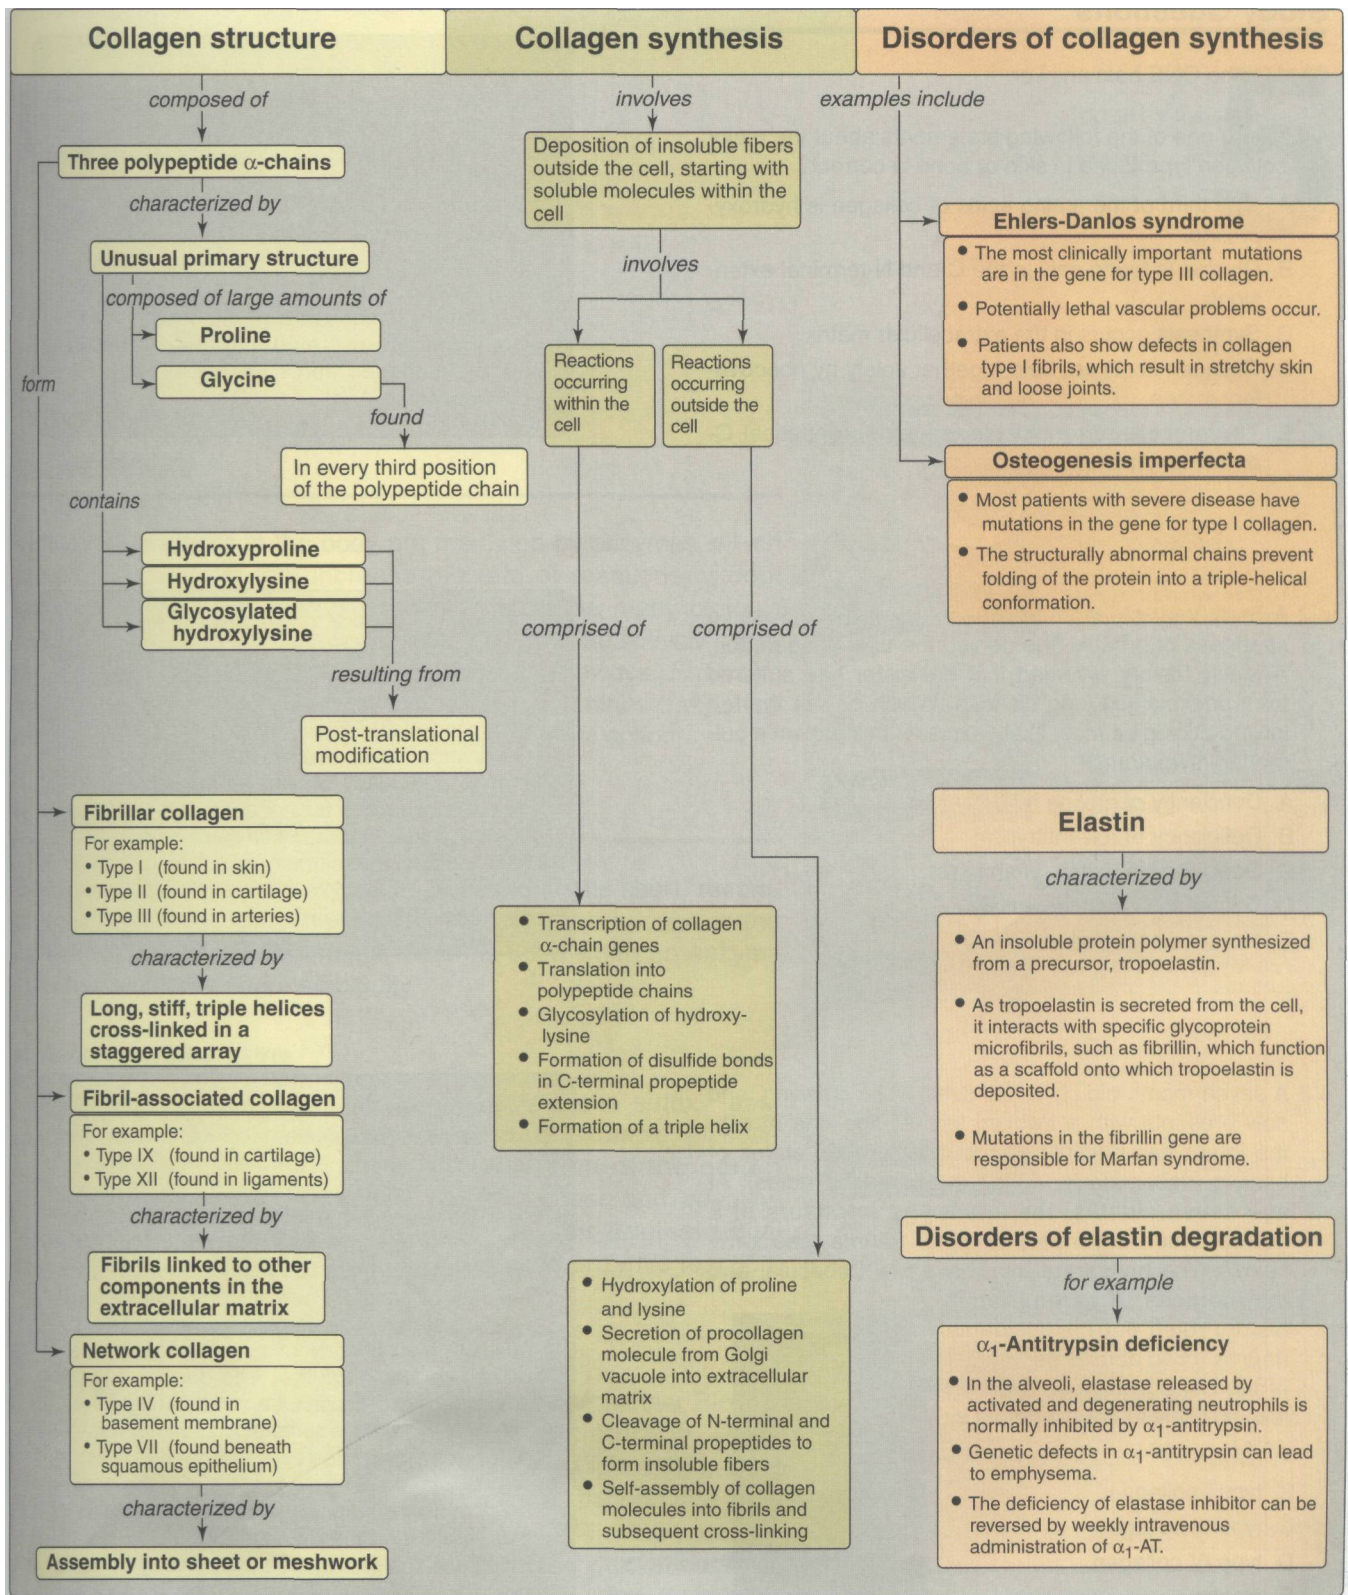 Collagen structure
composed of
Three polypeptide α-chains
characterized by
Unusual primary structure
composed of large amounts of
Proline
Glycine
form
found
In every third position
of the polypeptide chain
contains
Hydroxyproline
Hydroxylysine
Glycosylated
hydroxylysine
resulting from
Post-translational
modification
Fibrillar collagen
For example:
• Type I (found in skin)
• Type II (found in cartilage)
• Type III (found in arteries)
characterized by
Long, stiff, triple helices
cross-linked in a
staggered array
Fibril-associated collagen
For example:
• Type IX (found in cartilage)
• Type XII (found in ligaments)
characterized by
Fibrils linked to other
components in the
extracellular matrix
Network collagen
For example:
• Type IV (found in
basement membrane)
• Type VII (found beneath
squamous epithelium)
characterized by
Assembly into sheet or meshwork
Collagen synthesis
involves
Deposition of insoluble fibers
outside the cell, starting with
soluble molecules within the
cell
involves
Reactions
occurring
within the
cell
Reactions
occurring
outside the
cell
comprised of
comprised of
• Transcription of collagen
α-chain genes
• Translation into
polypeptide chains
• Glycosylation of hydroxy-
lysine
• Formation of disulfide bonds
in C-terminal propeptide
extension
• Formation of a triple helix
• Hydroxylation of proline
and lysine
• Secretion of procollagen
molecule from Golgi
vacuole into extracellular
matrix
• Cleavage of N-terminal and
C-terminal propeptides to
form insoluble fibers
• Self-assembly of collagen
molecules into fibrils and
subsequent cross-linking
Disorders of collagen synthesis
examples include
Ehlers-Danlos syndrome
• The most clinically important mutations
are in the gene for type III collagen.
• Potentially lethal vascular problems occur.
• Patients also show defects in collagen
type I fibrils, which result in stretchy skin
and loose joints.
Osteogenesis imperfecta
• Most patients with severe disease have
mutations in the gene for type I collagen.
• The structurally abnormal chains prevent
folding of the protein into a triple-helical
conformation.
Elastin
characterized by
• An insoluble protein polymer synthesized
from a precursor, tropoelastin.
• As tropoelastin is secreted from the cell,
it interacts with specific glycoprotein
microfibrils, such as fibrillin, which function
as a scaffold onto which tropoelastin is
deposited.
• Mutations in the fibrillin gene are
responsible for Marfan syndrome.
Disorders of elastin degradation
for example
α1-Antitrypsin deficiency
• In the alveoli, elastase released by
activated and degenerating neutrophils is
normally inhibited by α1-antitrypsin.
• Genetic defects in α1-antitrypsin can lead
to emphysema.
• The deficiency of elastase inhibitor can be
reversed by weekly intravenous
administration of α1-AT.